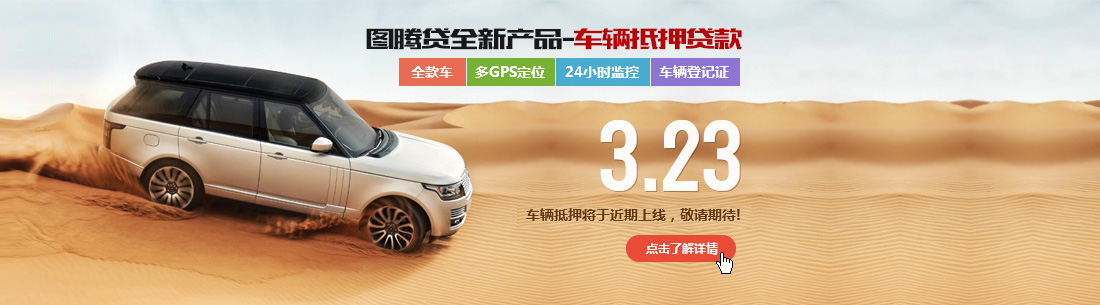 图腾贷全新产品-车辆抵押贷款
全款车 多GPS定位 24小时监控 车辆登记证
3.23
车辆抵押将于近期上线，敬请期待!
点击了解详情